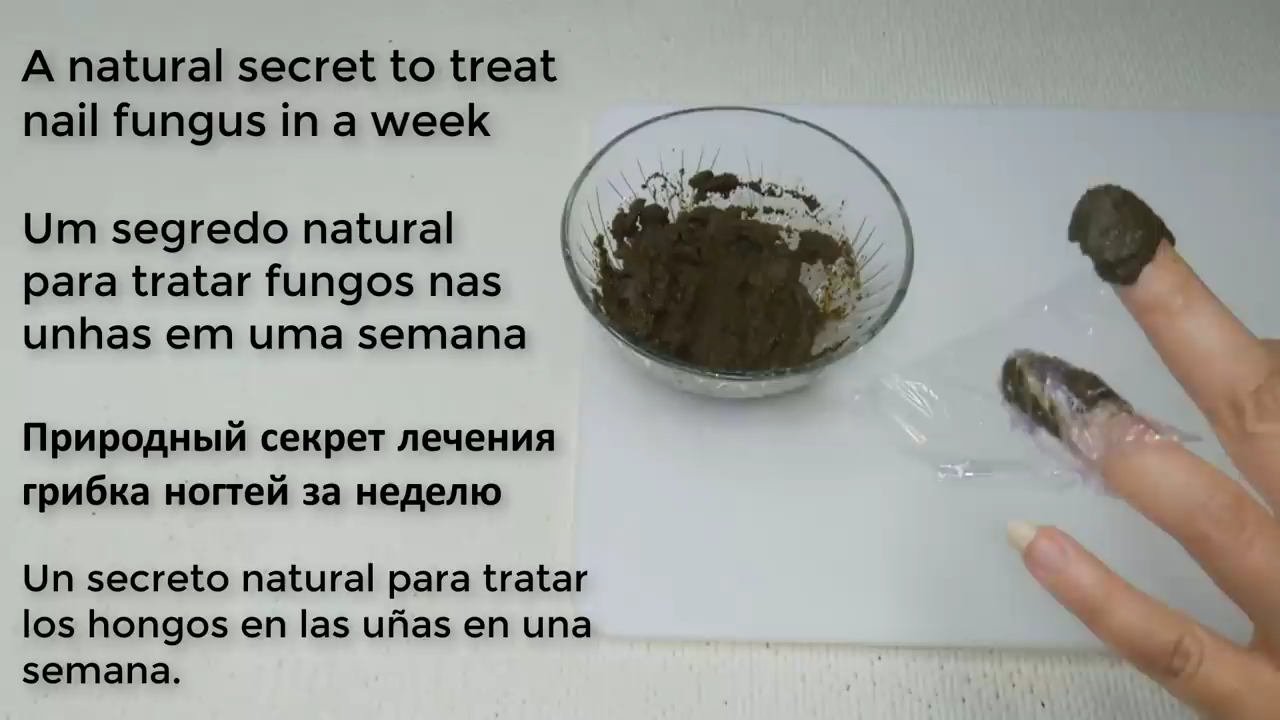 A natural secret to treat
nail fungus in a week
Um segredo natural
para tratar fungos nas
unhas em uma semana
Природный секрет лечения
грибка ногтей за неделю
Un secreto natural para tratar
los hongos en las uñas en una
semana.